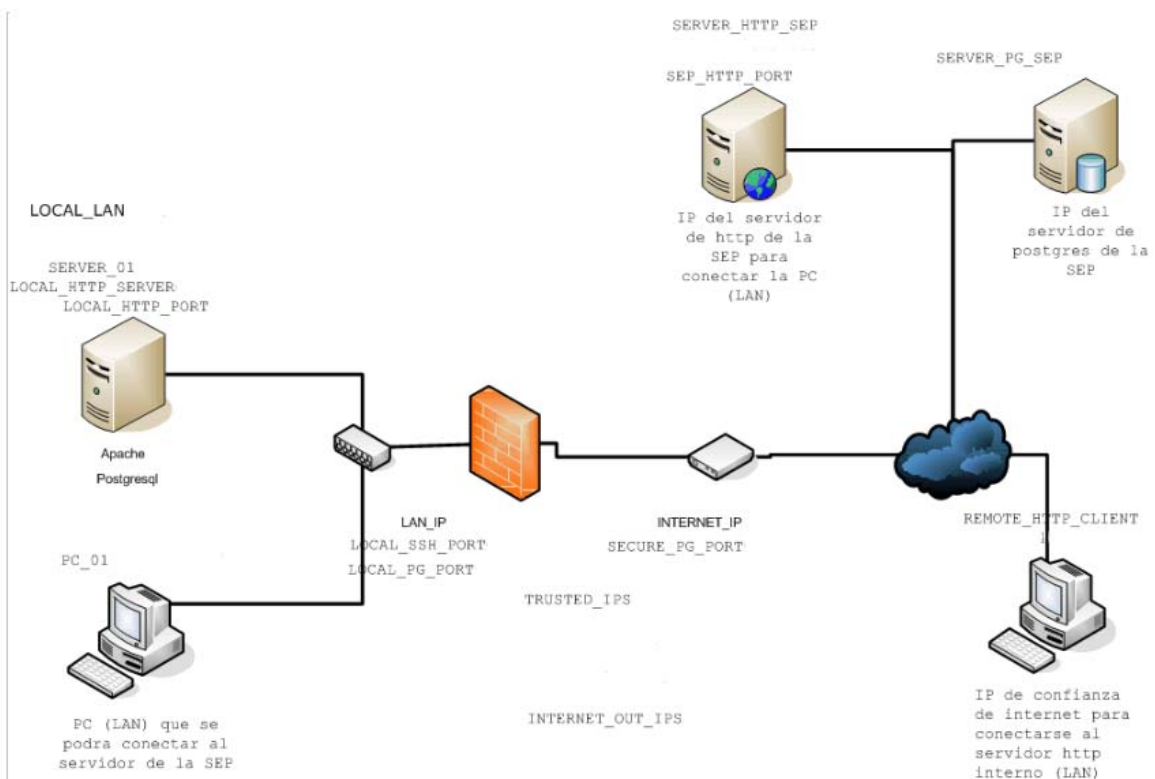 SERVER_HTTP_SEP
SEP_HTTP_PORT
SERVER_PG_SEP
IP del servidor
de http de la
SEP para
conectar la PC
(LAN)
IP del
servidor de
postgres de la
SEP
LOCAL_LAN
SERVER_01
LOCAL_HTTP_SERVER
LOCAL_HTTP_PORT
Apache
Postgresql
LAN_IP
LOCAL_SSH_PORT
LOCAL_PG_PORT
INTERNET_IP
SECURE_PG_PORT
REMOTE_HTTP_CLIENT
1
PC_01
TRUSTED_IPS
INTERNET_OUT_IPS
PC (LAN) que se
podra conectar al
servidor de la SEP
IP de confianza
de internet para
conectarse al
servidor http
interno (LAN)